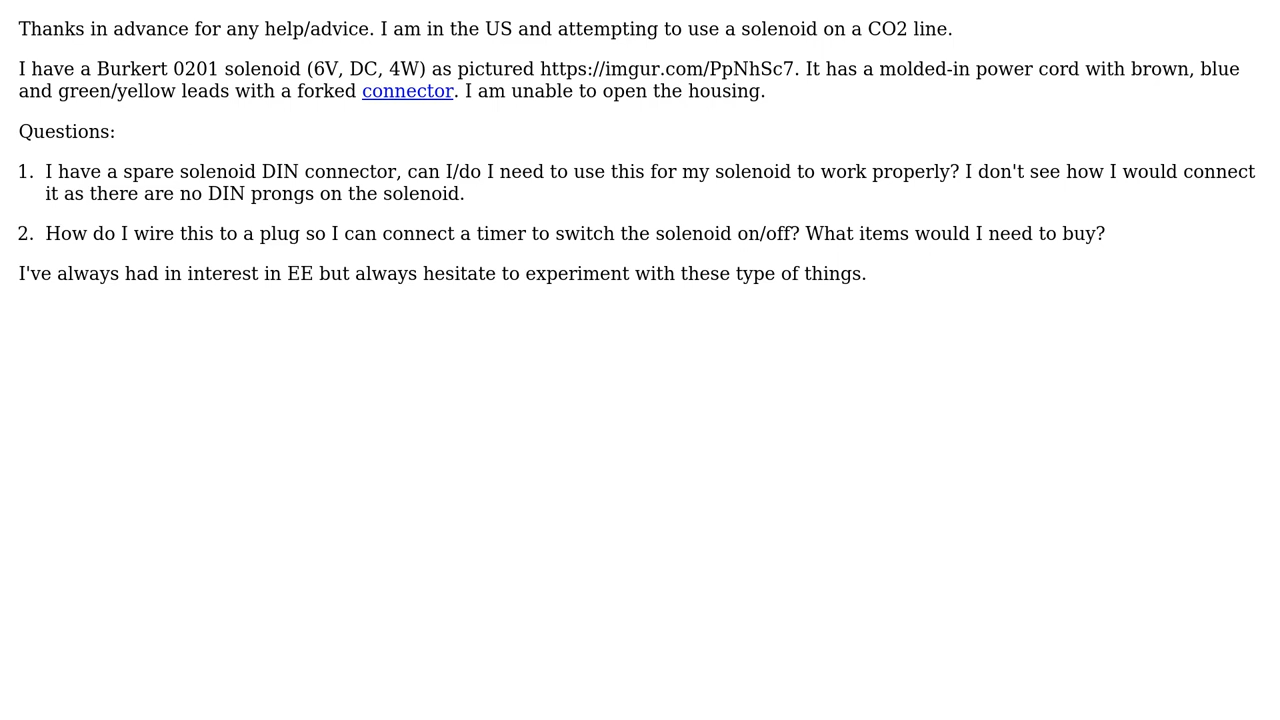 Thanks in advance for any help/advice. I am in the US and attempting to use a solenoid on a CO2 line.
I have a Burkert 0201 solenoid (6V, DC, 4W) as pictured https://imgur.com/PpNhSc7. It has a molded-in power cord with brown, blue
and green/yellow leads with a forked connector. I am unable to open the housing.
Questions:
1. I have a spare solenoid DIN connector, can I/do I need to use this for my solenoid to work properly? I don't see how I would connect
it as there are no DIN prongs on the solenoid.
2. How do I wire this to a plug so I can connect a timer to switch the solenoid on/off? What items would I need to buy?
I've always had in interest in EE but always hesitate to experiment with these type of things.